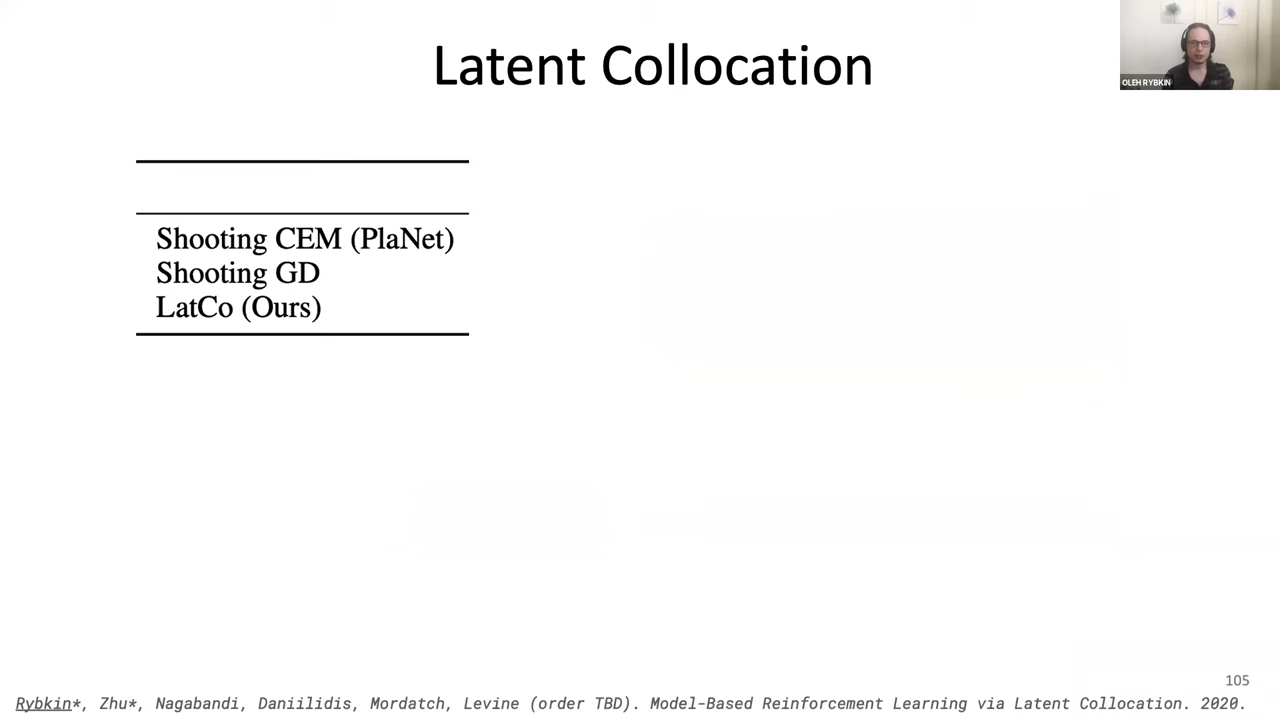 Latent Collocation
OLEH RYBKIN
Shooting CEM (PlaNet)
Shooting GD
LatCo (Ours)
105
Rybkin*, Zhu*, Nagabandi, Daniilidis, Mordatch, Levine (order TBD). Model-Based Reinforcement Learning via Latent Collocation. 2020.